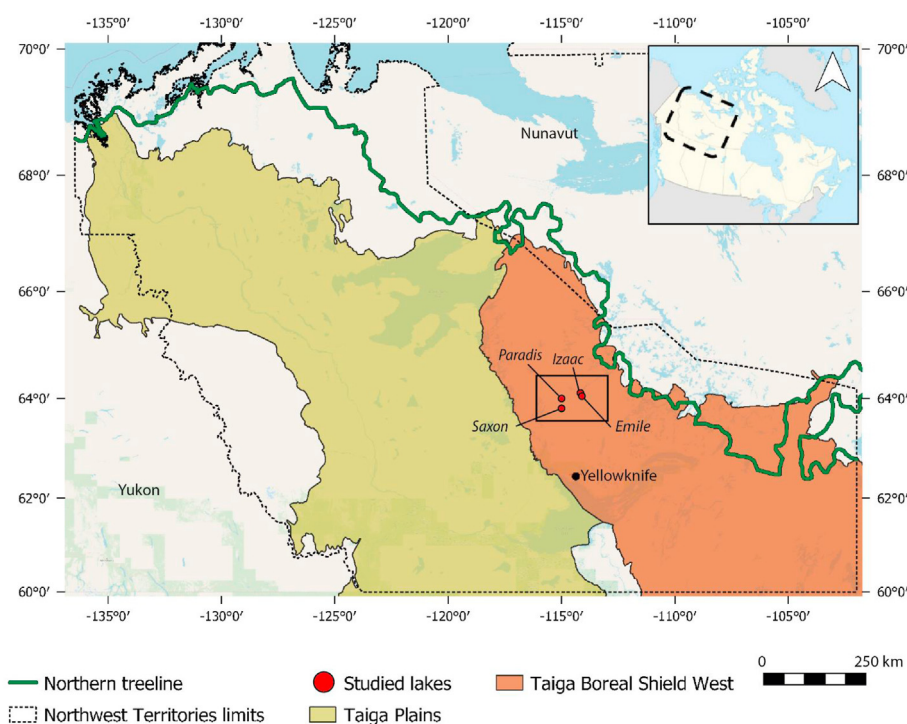 -135°0′ -130°0′ -125°0′ -120°0′ -115°0′ -110°0′ -105°0′
70°0′ 70°0′
Nunavut
68°0′ 68°0′
66°0′ 66°0′
Paradis Izaac
64°0′ 64°0′
Saxon Emile
Yellowknife
Yukon
62°0′ 62°0′
60°0′ 60°0′
-135°0′ -130°0′ -125°0′ -120°0′ -115°0′ -110°0′ -105°0′
0 250 km
Northern treeline Studied lakes Taiga Boreal Shield West
Northwest Territories limits Taiga Plains